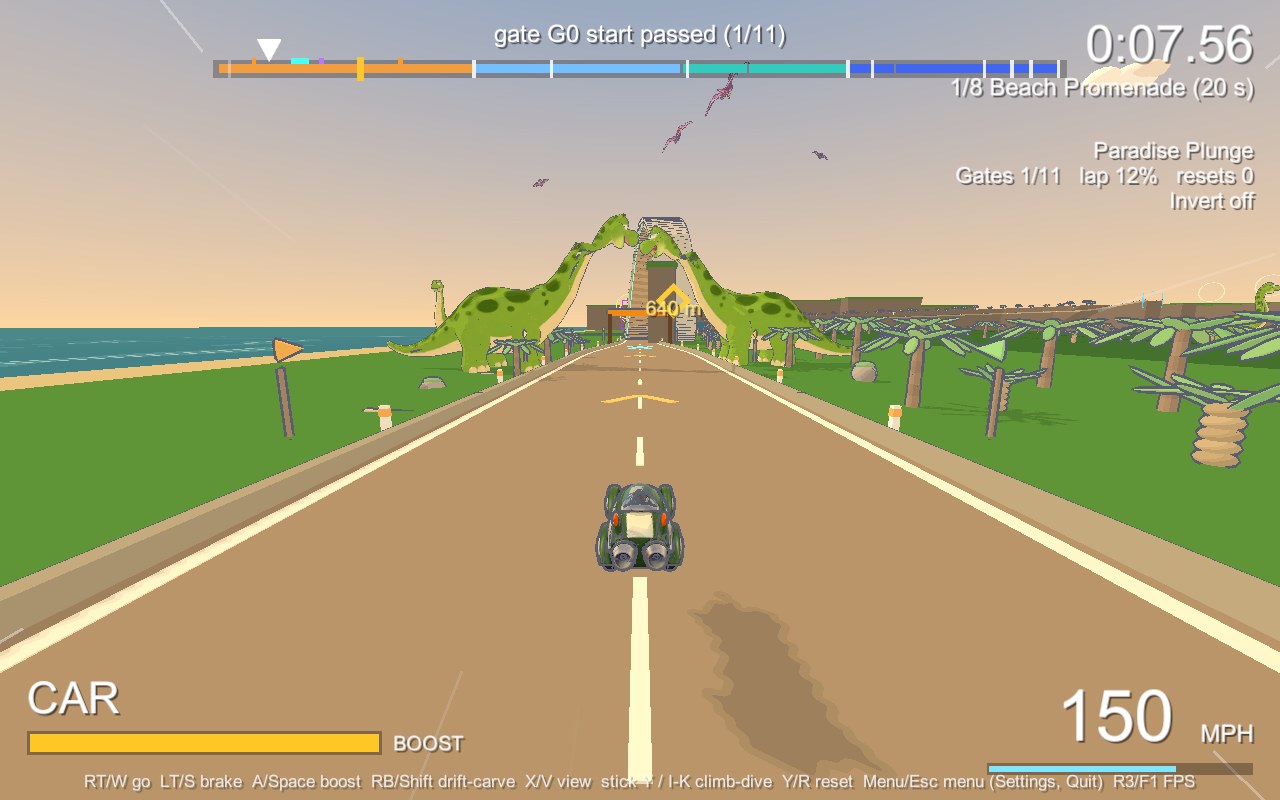 gate G0 start passed (1/11)
0:07.56
1/8 Beach Promenade (20 s)
Paradise Plunge
Gates 1/11 lap 12% resets 0
Invert off
640 m
CAR
BOOST
150 MPH
RT/W go LT/S brake A/Space boost RB/Shift drift-carve X/V view stick-Y / I-K climb-dive Y/R reset Menu/Esc menu (Settings, Quit) R3/F1 FPS